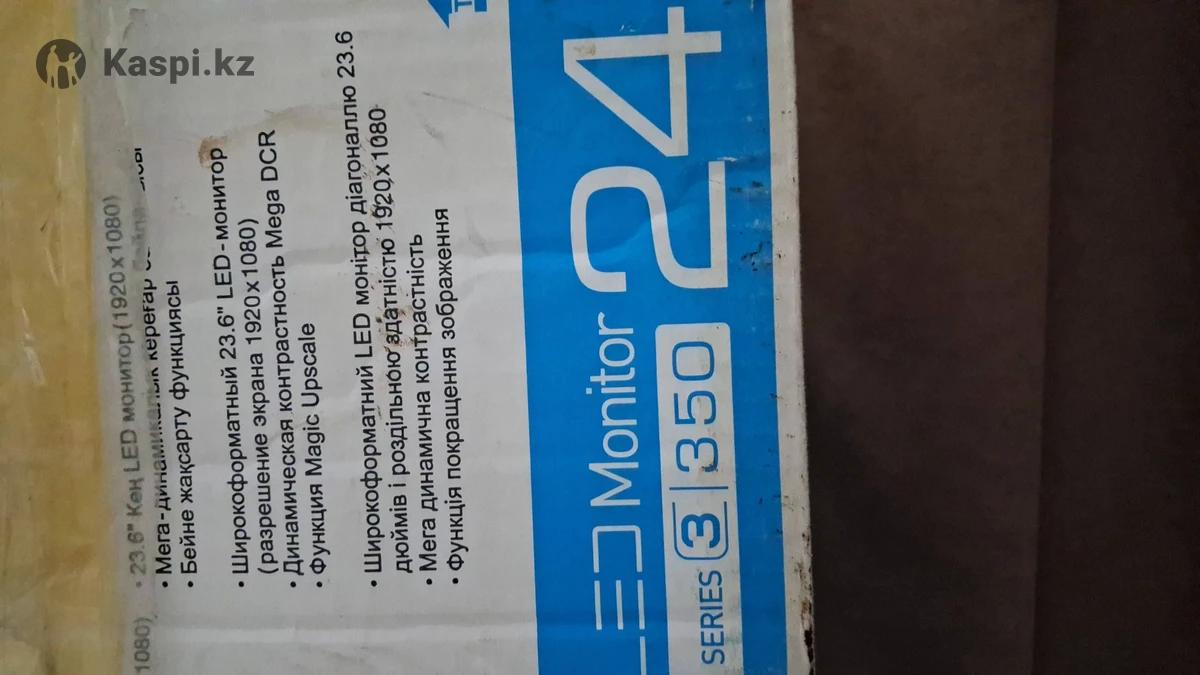 Kaspi.kz
1080)
• 23.6" Кең LED монитор (1920x1080)
• Мега-динамикалық кереғар
• Бейне жақсарту функциясы
• Широкоформатный 23.6" LED-монитор
(разрешение экрана 1920x1080)
• Динамическая контрастность Mega DCR
• Функция Magic Upscale
• Широкоформатний LED монітор діагоналлю 23.6
дюймів і роздільною здатністю 1920x1080
• Мега динамична контрастність
• Функція покращення зображення
LED Monitor 24
SERIES 3 350